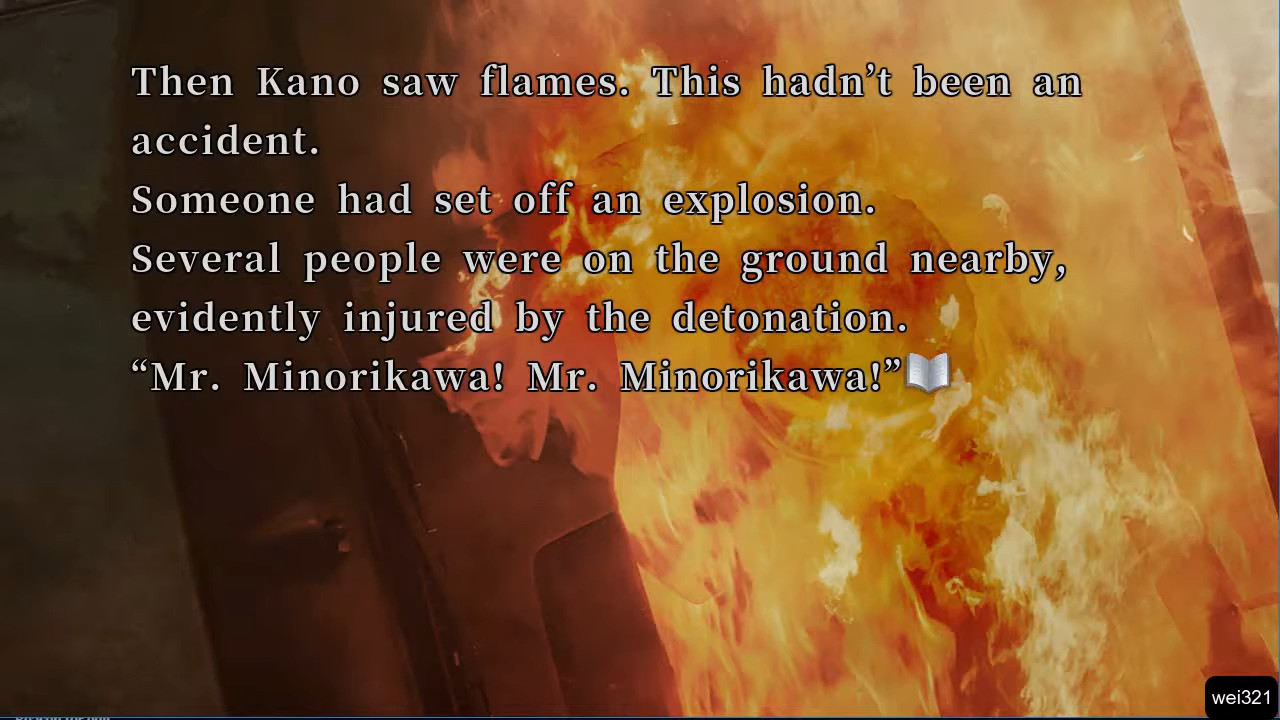 Then Kano saw flames. This hadn’t been an
accident.
Someone had set off an explosion.
Several people were on the ground nearby,
evidently injured by the detonation.
“Mr. Minorikawa! Mr. Minorikawa!”
wei321